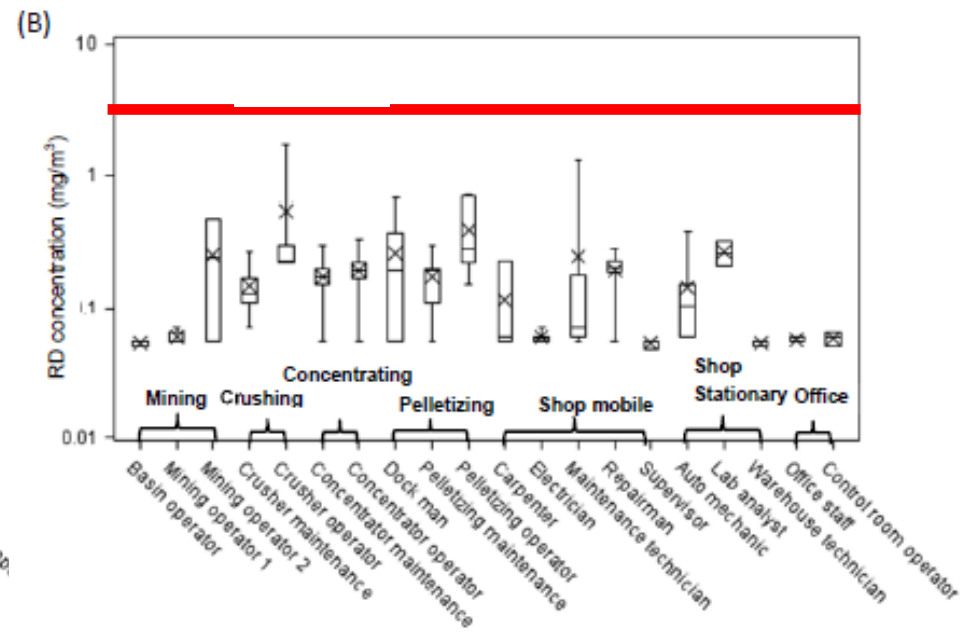 (B)
10
1
0.1
0.01
RD concentration (mg/m³)
Concentrating
Shop
Mining
Crushing
Stationary
Office
Pelletizing
Shop mobile
Basin operator
Mining operator 1
Mining operator 2
Crusher maintenance
Crusher operator
Concentrator maintenance
Concentrator operator
Dock man
Pelletizing maintenance
Pelletizing operator
Carpenter
Electrician
Maintenance technician
Repairman
Supervisor
Auto mechanic
Lab analyst
Warehouse technician
Office staff
Control room operator